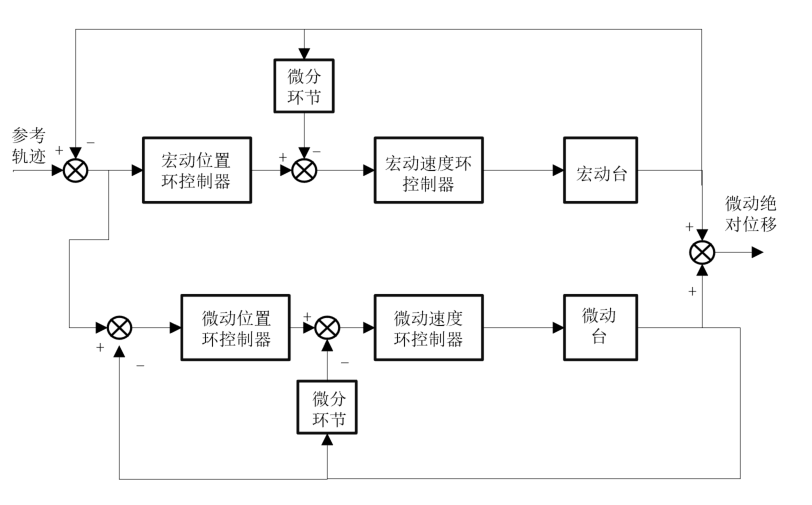 微分
环节
参考
轨迹
+
−
宏动位置
环控制器
+
−
宏动速度环
控制器
宏动台
微动绝
对位移
+
+
+
−
微动位置
环控制器
+
−
微动速度
环控制器
微动
台
微分
环节